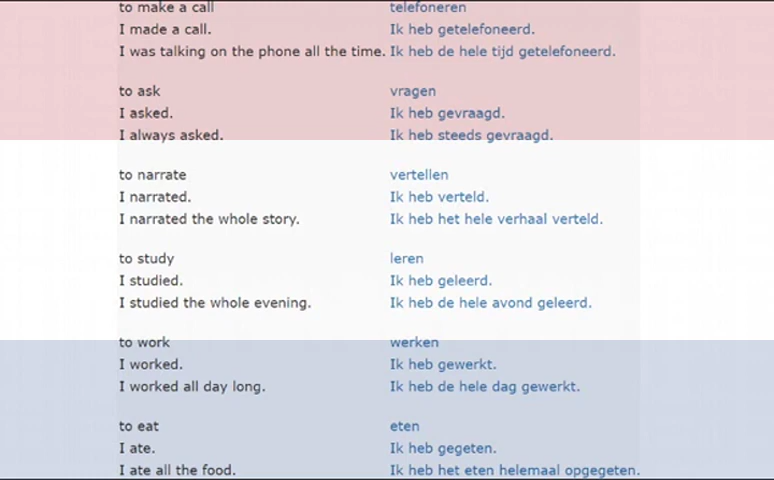 to make a call telefoneren
I made a call. Ik heb getelefoneerd.
I was talking on the phone all the time. Ik heb de hele tijd getelefoneerd.
to ask vragen
I asked. Ik heb gevraagd.
I always asked. Ik heb steeds gevraagd.
to narrate vertellen
I narrated. Ik heb verteld.
I narrated the whole story. Ik heb het hele verhaal verteld.
to study leren
I studied. Ik heb geleerd.
I studied the whole evening. Ik heb de hele avond geleerd.
to work werken
I worked. Ik heb gewerkt.
I worked all day long. Ik heb de hele dag gewerkt.
to eat eten
I ate. Ik heb gegeten.
I ate all the food. Ik heb het eten helemaal opgegeten.